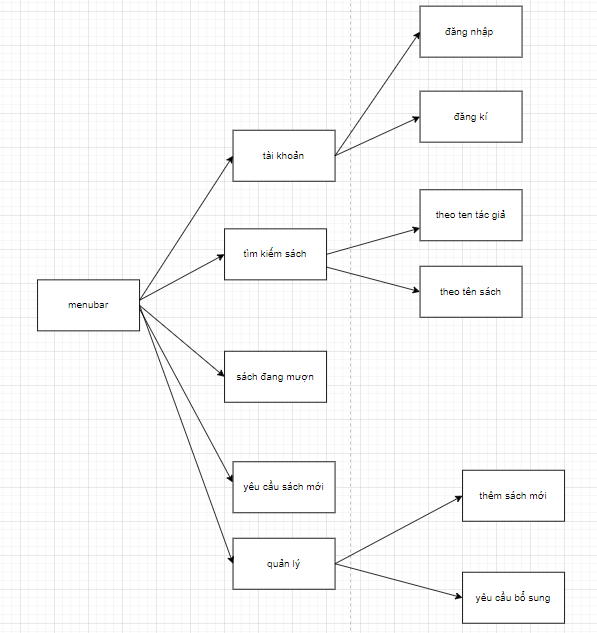 đăng nhập
đăng kí
tài khoản
theo ten tác giả
tìm kiếm sách
theo tên sách
menubar
sách đang mượn
yêu cầu sách mới
thêm sách mới
quản lý
yêu cầu bổ sung